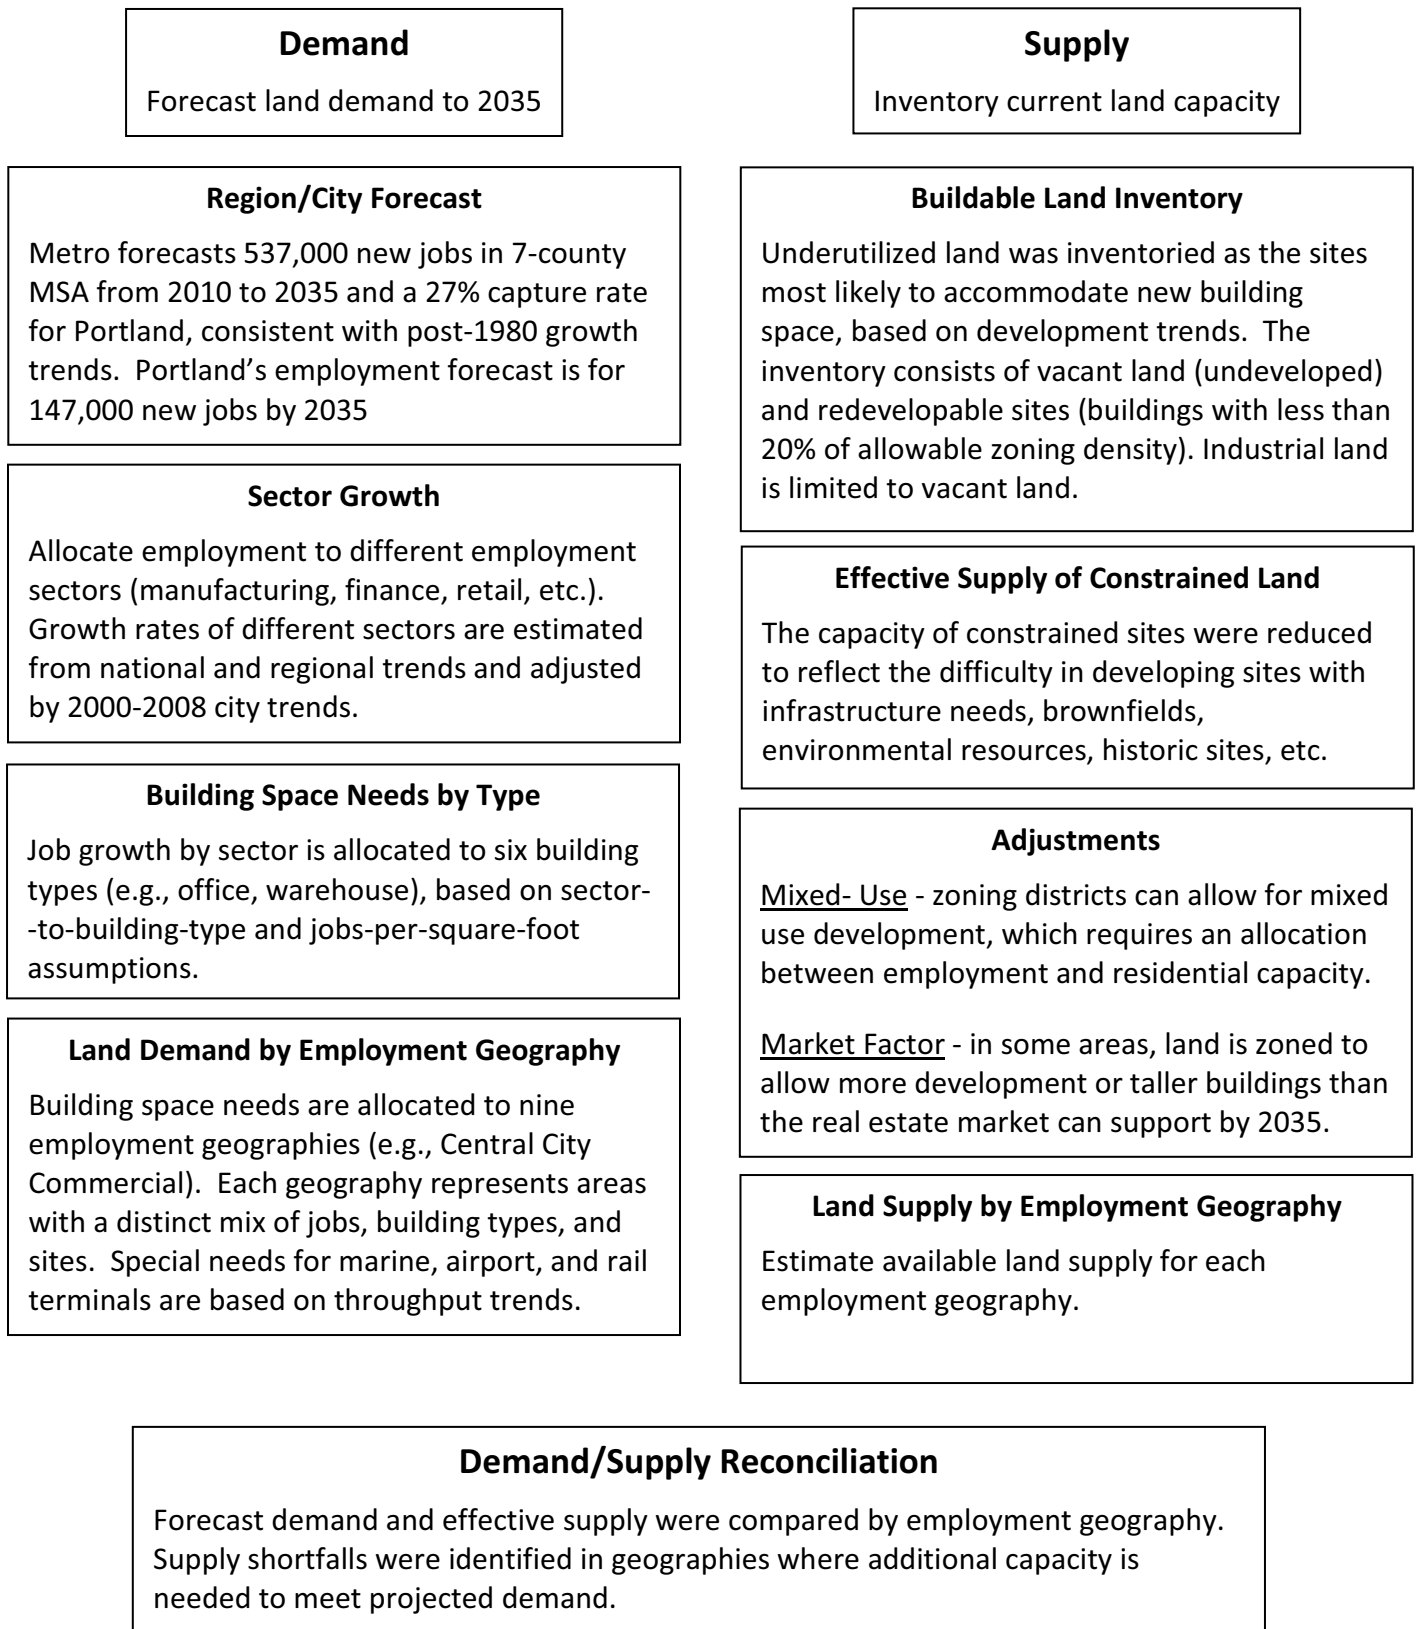 Demand
Forecast land demand to 2035
Supply
Inventory current land capacity
Region/City Forecast
Metro forecasts 537,000 new jobs in 7-county
MSA from 2010 to 2035 and a 27% capture rate
for Portland, consistent with post-1980 growth
trends.  Portland’s employment forecast is for
147,000 new jobs by 2035
Sector Growth
Allocate employment to different employment
sectors (manufacturing, finance, retail, etc.).
Growth rates of different sectors are estimated
from national and regional trends and adjusted
by 2000-2008 city trends.
Building Space Needs by Type
Job growth by sector is allocated to six building
types (e.g., office, warehouse), based on sector-
-to-building-type and jobs-per-square-foot
assumptions.
Land Demand by Employment Geography
Building space needs are allocated to nine
employment geographies (e.g., Central City
Commercial).  Each geography represents areas
with a distinct mix of jobs, building types, and
sites.  Special needs for marine, airport, and rail
terminals are based on throughput trends.
Buildable Land Inventory
Underutilized land was inventoried as the sites
most likely to accommodate new building
space, based on development trends.  The
inventory consists of vacant land (undeveloped)
and redevelopable sites (buildings with less than
20% of allowable zoning density). Industrial land
is limited to vacant land.
Effective Supply of Constrained Land
The capacity of constrained sites were reduced
to reflect the difficulty in developing sites with
infrastructure needs, brownfields,
environmental resources, historic sites, etc.
Adjustments
Mixed- Use - zoning districts can allow for mixed
use development, which requires an allocation
between employment and residential capacity.
Market Factor - in some areas, land is zoned to
allow more development or taller buildings than
the real estate market can support by 2035.
Land Supply by Employment Geography
Estimate available land supply for each
employment geography.
Demand/Supply Reconciliation
Forecast demand and effective supply were compared by employment geography.
Supply shortfalls were identified in geographies where additional capacity is
needed to meet projected demand.